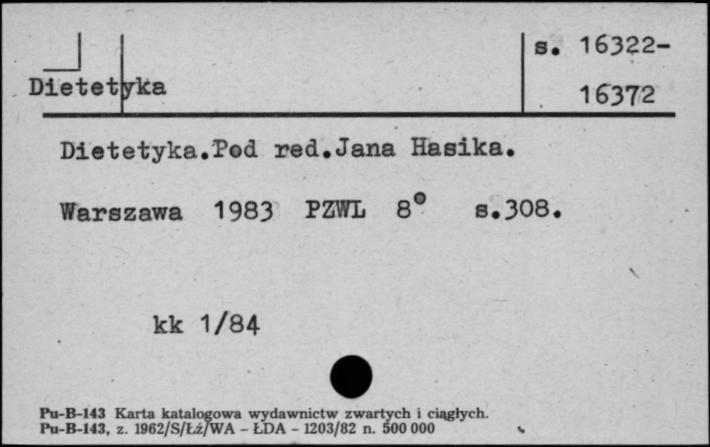 s. 16322-
Dietetyka 16372
Dietetyka.Pod red.Jana Hasika.
Warszawa 1983 PZWL 8° s.308.
kk 1/84
Pu-B-143 Karta katalogowa wydawnictw zwartych i ciągłych.
Pu-B-143, z. 1962/S/Łź/WA - ŁDA - 1203/82 n. 500 000